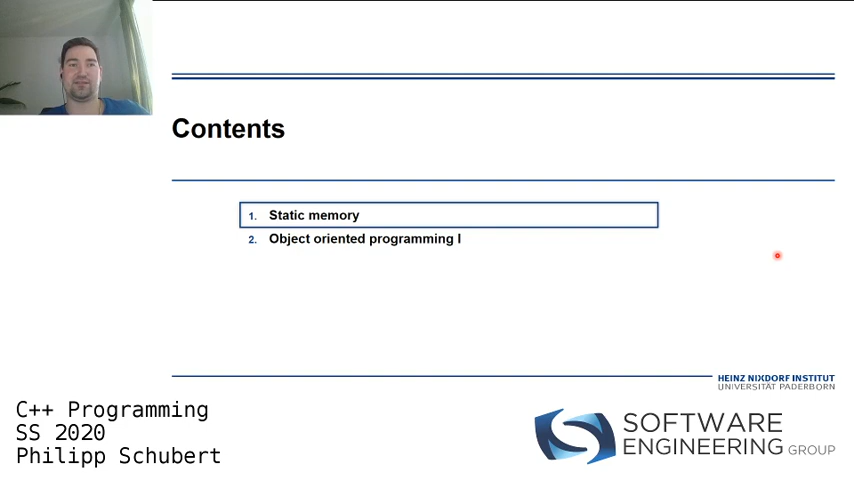 Contents
1. Static memory
2. Object oriented programming I
HEINZ NIXDORF INSTITUT
UNIVERSITÄT PADERBORN
C++ Programming
SS 2020
Philipp Schubert
SOFTWARE
ENGINEERING GROUP